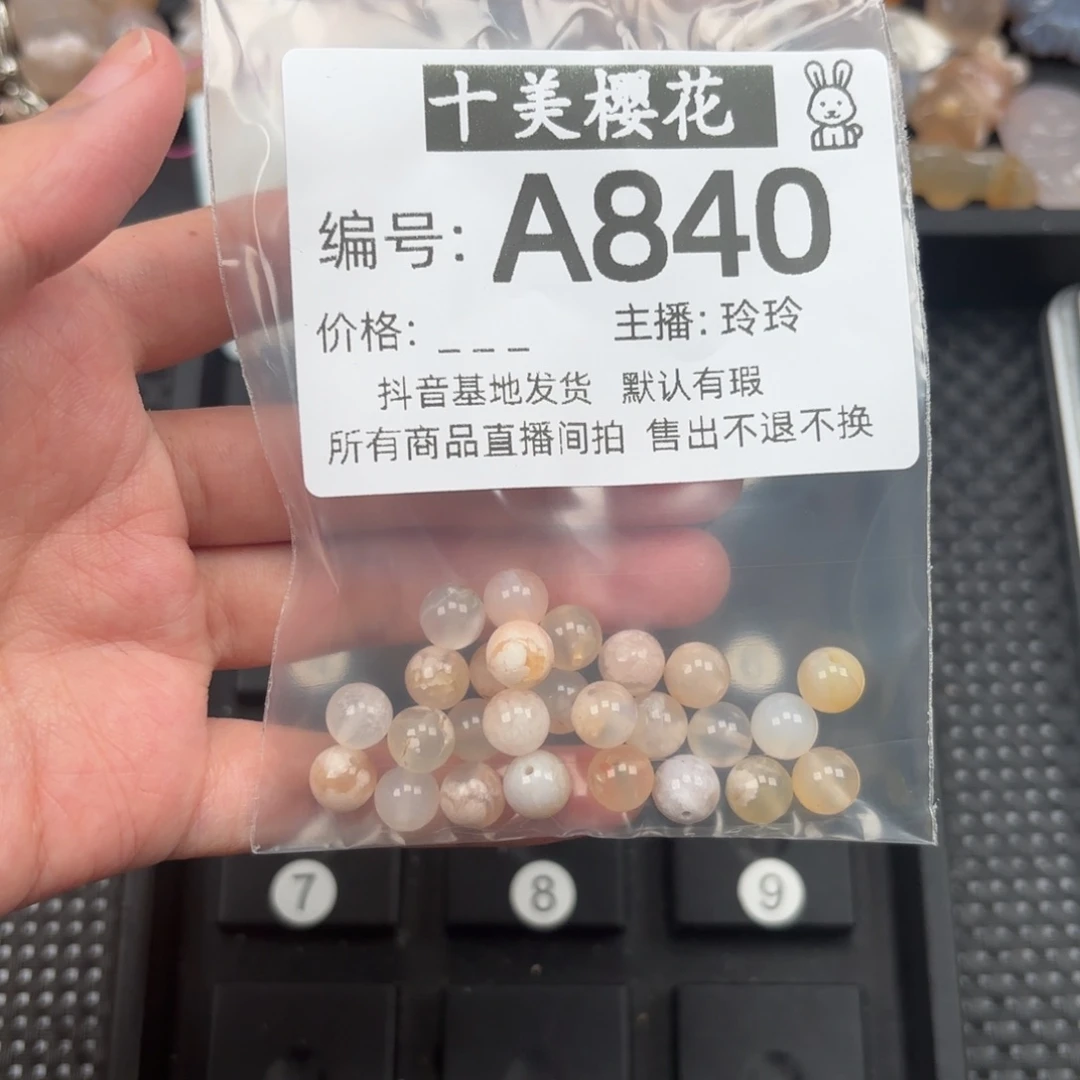 十美樱花
编号: A840
价格: _ _ _ 主播: 玲玲
抖音基地发货 默认有瑕
所有商品直播间拍 售出不退不换
7 8 9